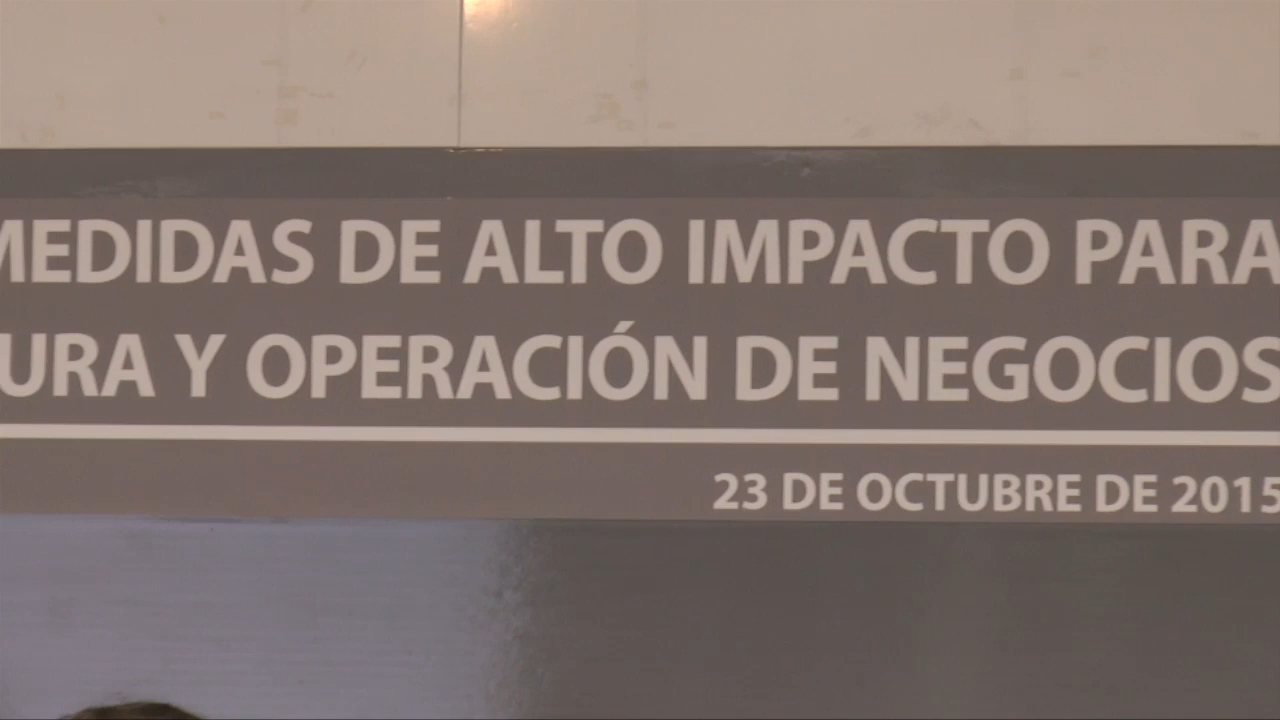 MEDIDAS DE ALTO IMPACTO PARA
URA Y OPERACIÓN DE NEGOCIOS
23 DE OCTUBRE DE 2015